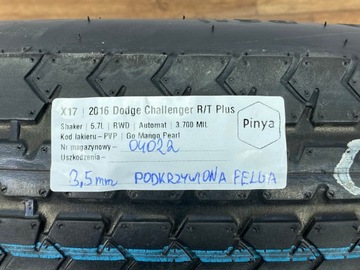 X17 | 2016 Dodge Challenger R/T Plus
Shaker | 5.7L | RWD | Automat | 3 700 MIL
Kod lakieru – PVP | Go Mango Pearl
Nr magazynowy - 04022
Uszkodzenia -
3,5mm PODKRZYWIONA FELGA
Pinya